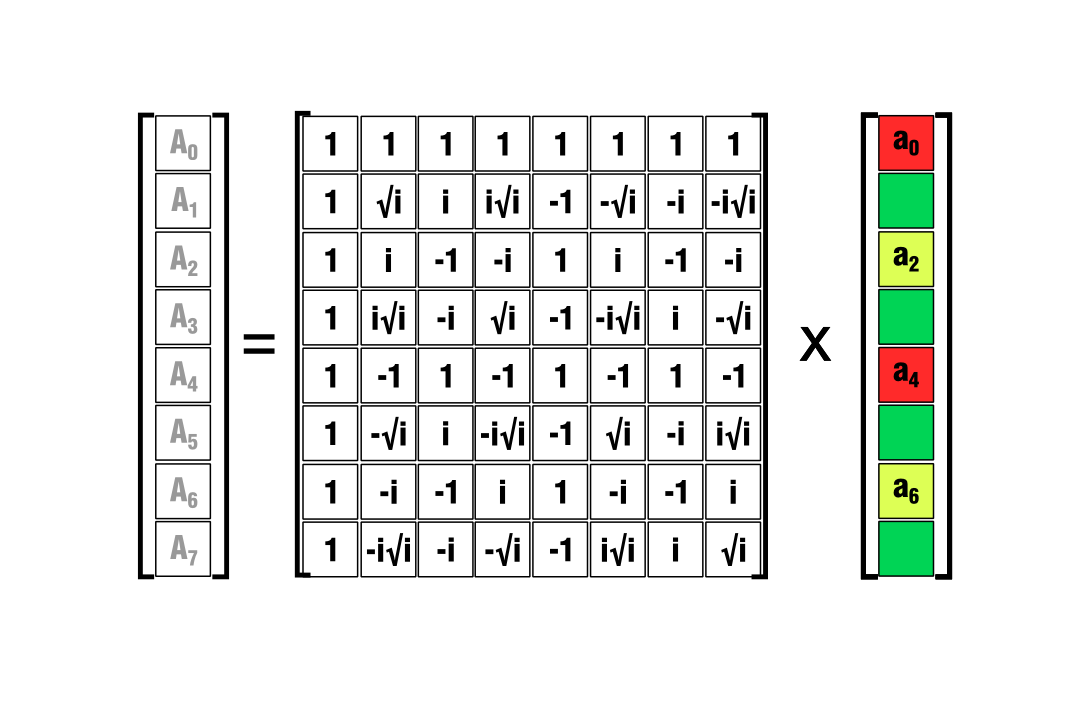 A0 1 1 1 1 1 1 1 1 a0
A1 1 √i i i√i -1 -√i -i -i√i
A2 1 i -1 -i 1 i -1 -i a2
A3 1 i√i -i √i -1 -i√i i -√i
= x
A4 1 -1 1 -1 1 -1 1 -1 a4
A5 1 -√i i -i√i -1 √i -i i√i
A6 1 -i -1 i 1 -i -1 i a6
A7 1 -i√i -i -√i -1 i√i i √i